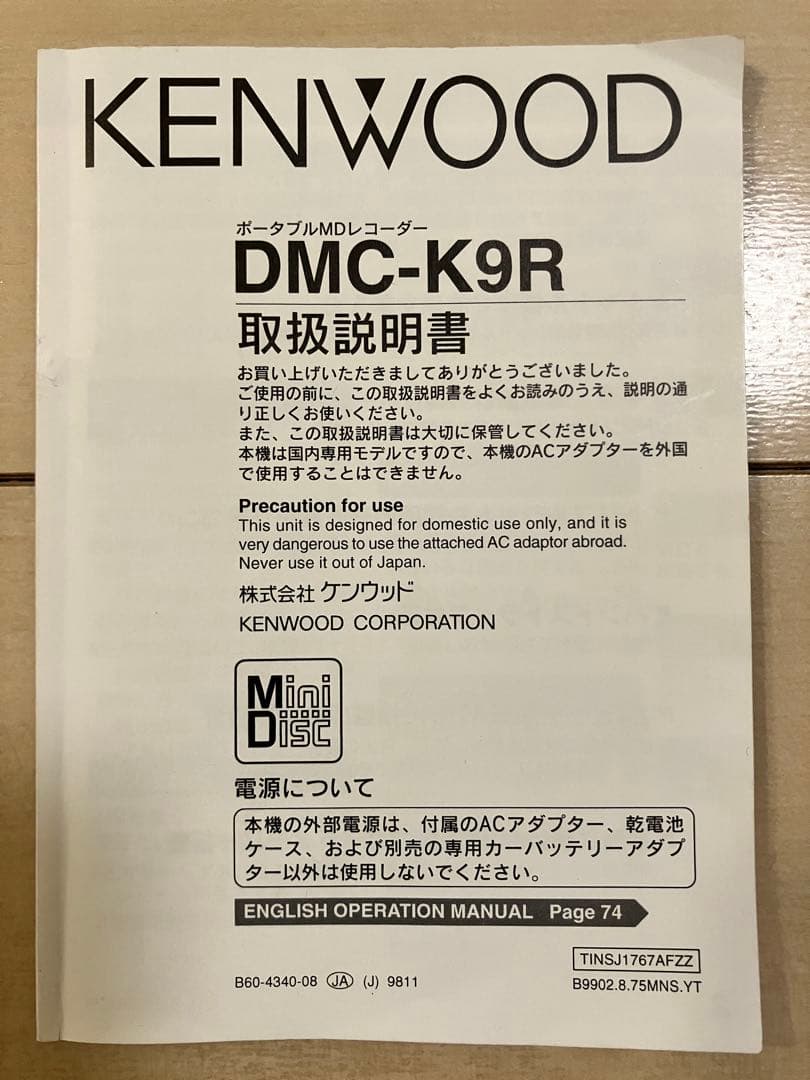 KENWOOD
ポータブルMDレコーダー
DMC-K9R
取扱説明書
お買い上げいただきましてありがとうございました。
ご使用の前に、この取扱説明書をよくお読みのうえ、説明の通
り正しくお使いください。
また、この取扱説明書は大切に保管してください。
本機は国内専用モデルですので、本機のACアダプターを外国
で使用することはできません。
Precaution for use
This unit is designed for domestic use only, and it is
very dangerous to use the attached AC adaptor abroad.
Never use it out of Japan.
株式会社 ケンウッド
KENWOOD CORPORATION
Mini
Disc
電源について
本機の外部電源は、付属のACアダプター、乾電池
ケース、および別売の専用カーバッテリーアダプ
ター以外は使用しないでください。
ENGLISH OPERATION MANUAL Page 74
TINSJ1767AFZZ
B60-4340-08 JA (J) 9811
B9902.8.75MNS.YT